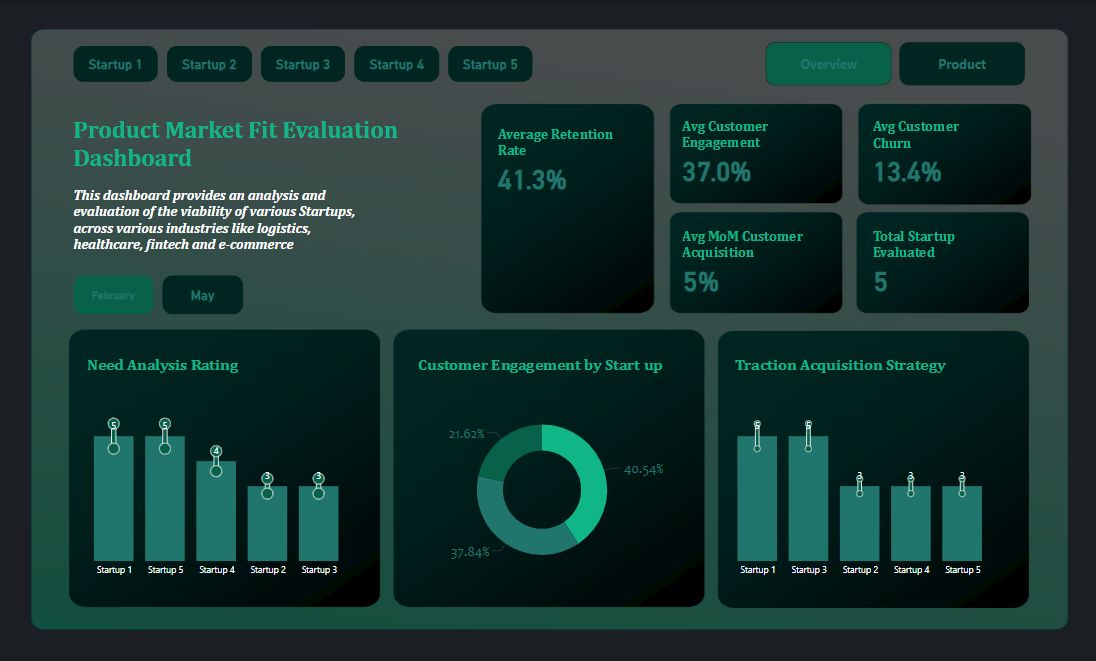 Startup 1
Startup 2
Startup 3
Startup 4
Startup 5
Overview
Product
Product Market Fit Evaluation
Dashboard
This dashboard provides an analysis and
evaluation of the viability of various Startups,
across various industries like logistics,
healthcare, fintech and e-commerce
February
May
Average Retention
Rate
41.3%
Avg Customer
Engagement
37.0%
Avg Customer
Churn
13.4%
Avg MoM Customer
Acquisition
5%
Total Startup
Evaluated
5
Need Analysis Rating
5
5
4
3
3
Startup 1
Startup 5
Startup 4
Startup 2
Startup 3
Customer Engagement by Start up
21.62%
40.54%
37.84%
Traction Acquisition Strategy
5
5
3
3
3
Startup 1
Startup 3
Startup 2
Startup 4
Startup 5